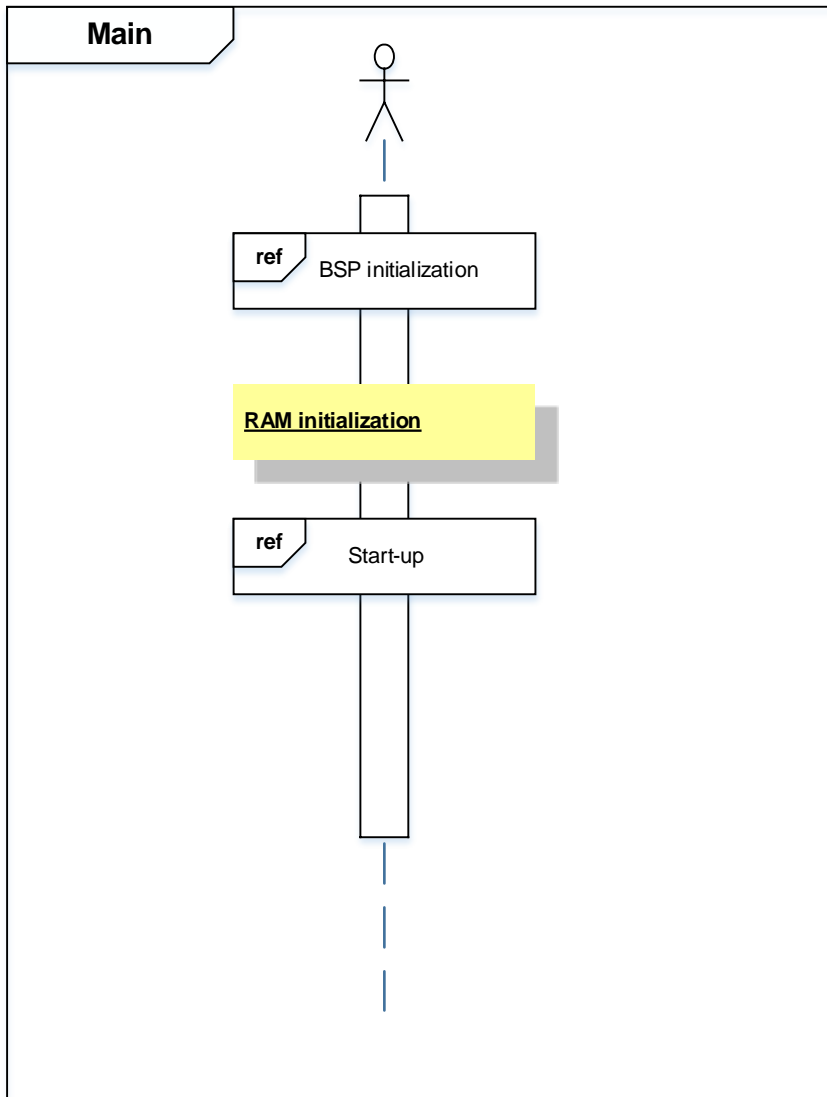 Main
ref
BSP initialization
RAM initialization
ref
Start-up